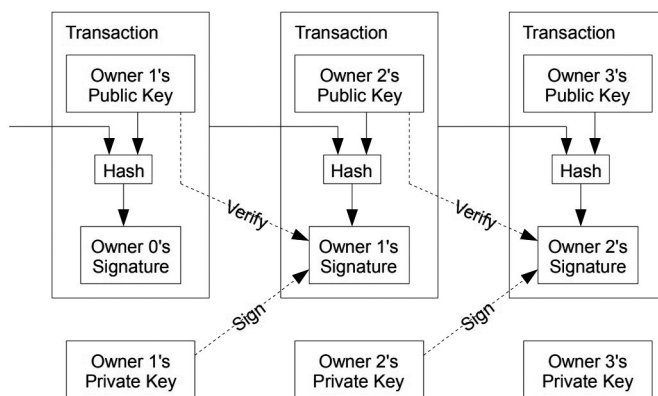 Transaction
Transaction
Transaction
Owner 1's
Public Key
Owner 2's
Public Key
Owner 3's
Public Key
Hash
Hash
Hash
Verify
Verify
Owner 0's
Signature
Owner 1's
Signature
Owner 2's
Signature
Sign
Sign
Owner 1's
Private Key
Owner 2's
Private Key
Owner 3's
Private Key